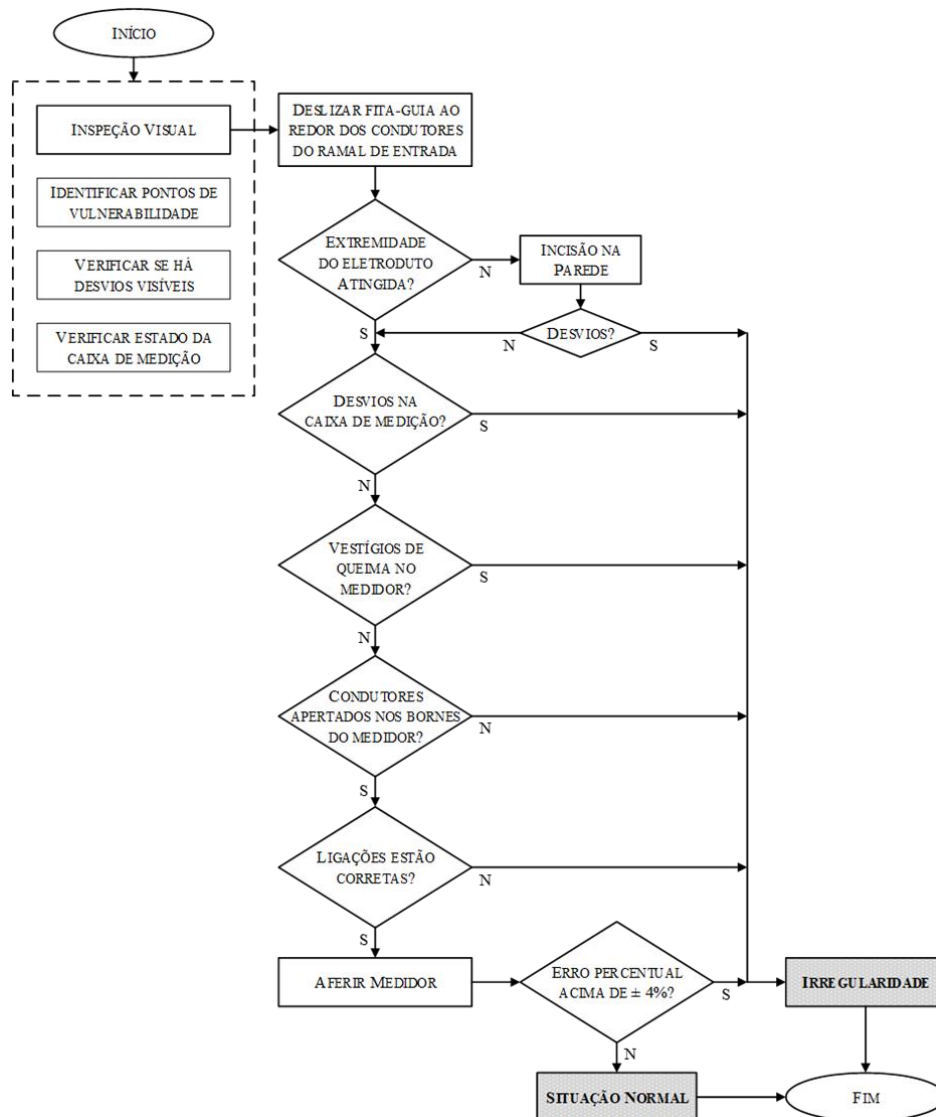 INÍCIO
INSPEÇÃO VISUAL
IDENTIFICAR PONTOS DE
VULNERABILIDADE
VERIFICAR SE HÁ
DESVIOS VISÍVEIS
VERIFICAR ESTADO DA
CAIXA DE MEDIÇÃO
DESLIZAR FITA-GUIA AO
REDOR DOS CONDUTORES
DO RAMAL DE ENTRADA
EXTREMIDADE
DO ELETRODUTO
ATINGIDA?
N
S
INCISÃO NA
PAREDE
DESVIOS?
N
S
DESVIOS NA
CAIXA DE MEDIÇÃO?
S
N
VESTÍGIOS DE
QUEIMA NO
MEDIDOR?
S
N
CONDUTORES
APERTADOS NOS BORNES
DO MEDIDOR?
N
S
LIGAÇÕES ESTÃO
CORRETAS?
N
S
AFERIR MEDIDOR
ERRO PERCENTUAL
ACIMA DE ± 4%?
S
N
IRREGULARIDADE
SITUAÇÃO NORMAL
FIM